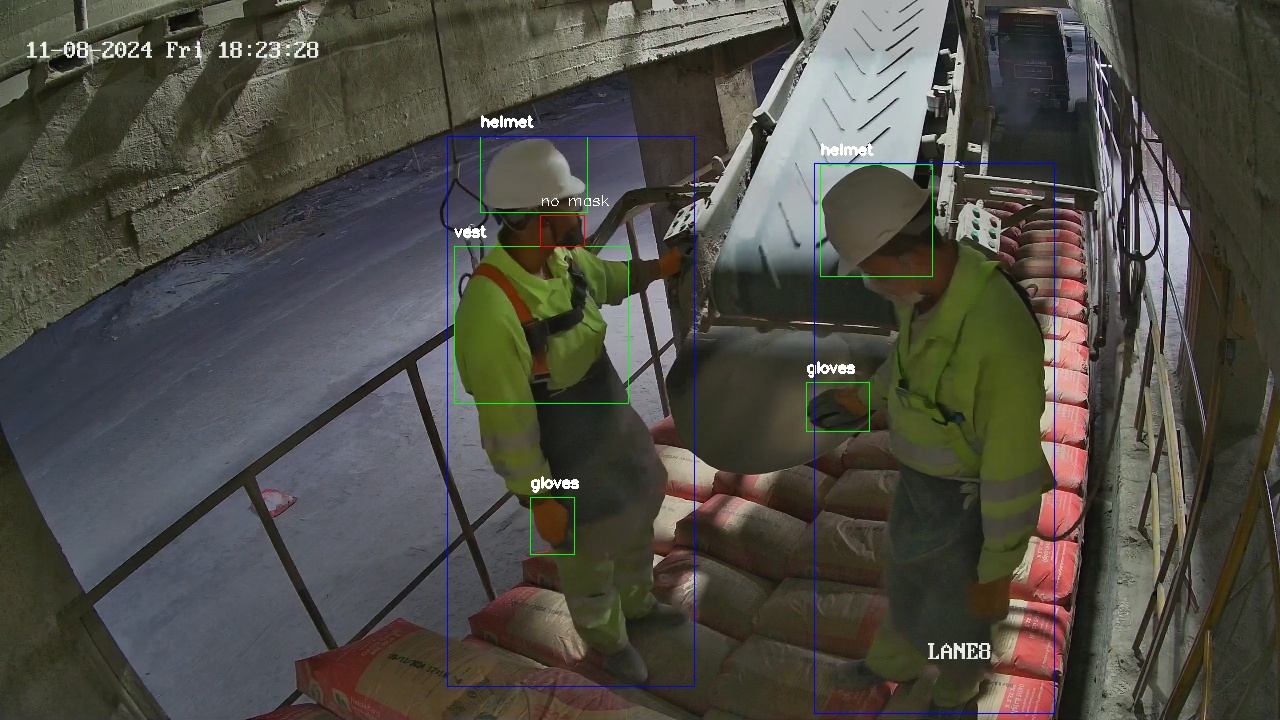 11-08-2024 Fri 18:23:28
helmet
helmet
no mask
vest
gloves
gloves
LANE8